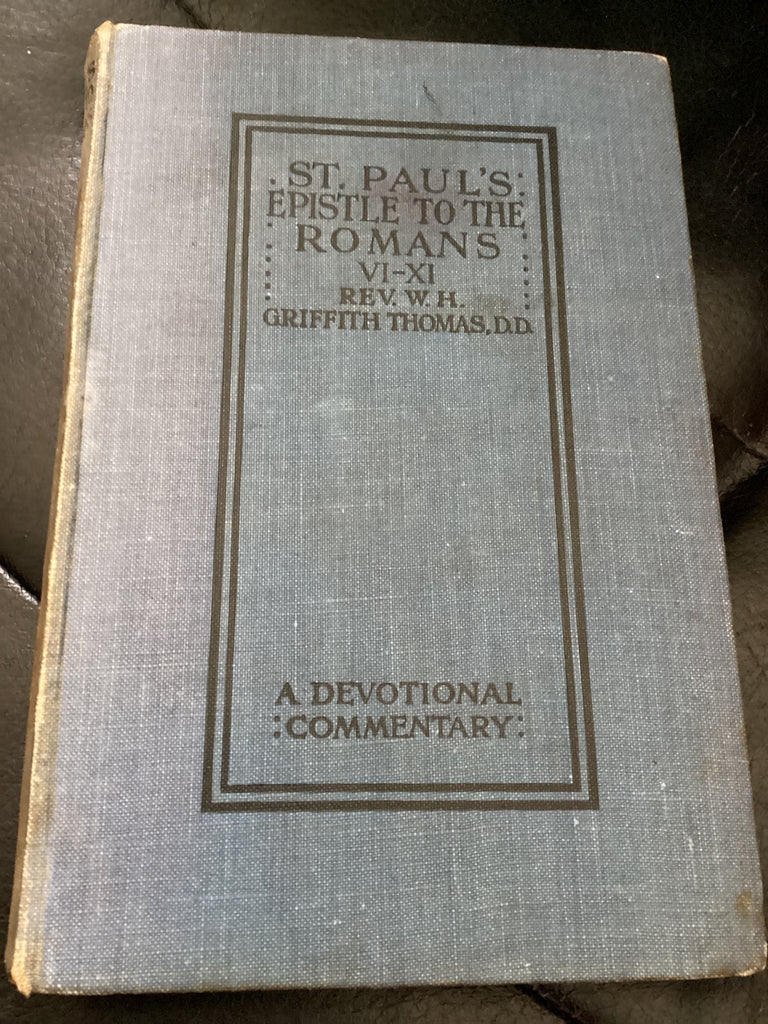 ST. PAUL'S
EPISTLE TO THE
ROMANS
VI-XI
REV. W. H.
GRIFFITH THOMAS, D.D.
A DEVOTIONAL
COMMENTARY